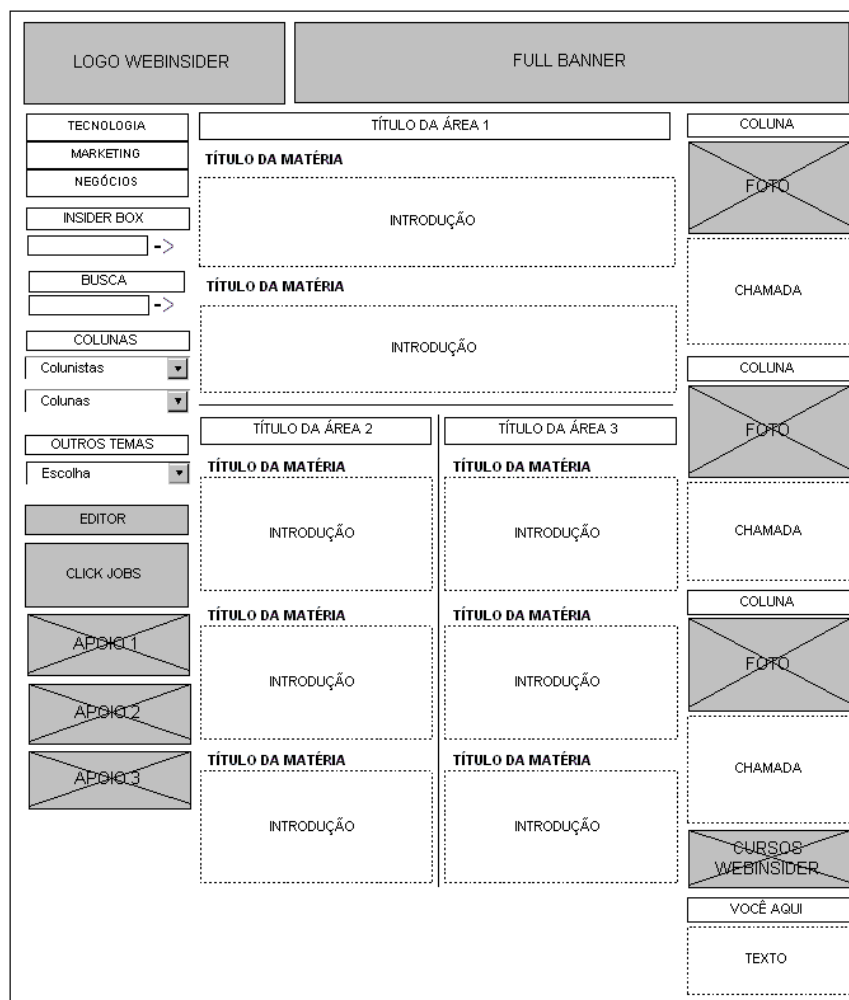 LOGO WEBINSIDER
FULL BANNER
TECNOLOGIA
MARKETING
NEGÓCIOS
INSIDER BOX
->
BUSCA
->
COLUNAS
Colunistas
Colunas
OUTROS TEMAS
Escolha
EDITOR
CLICK JOBS
APOIO 1
APOIO 2
APOIO 3
TÍTULO DA ÁREA 1
TÍTULO DA MATÉRIA
INTRODUÇÃO
TÍTULO DA MATÉRIA
INTRODUÇÃO
TÍTULO DA ÁREA 2
TÍTULO DA MATÉRIA
INTRODUÇÃO
TÍTULO DA MATÉRIA
INTRODUÇÃO
TÍTULO DA MATÉRIA
INTRODUÇÃO
TÍTULO DA ÁREA 3
TÍTULO DA MATÉRIA
INTRODUÇÃO
TÍTULO DA MATÉRIA
INTRODUÇÃO
TÍTULO DA MATÉRIA
INTRODUÇÃO
COLUNA
FOTO
CHAMADA
COLUNA
FOTO
CHAMADA
COLUNA
FOTO
CHAMADA
CURSOS
WEBINSIDER
VOCÊ AQUI
TEXTO